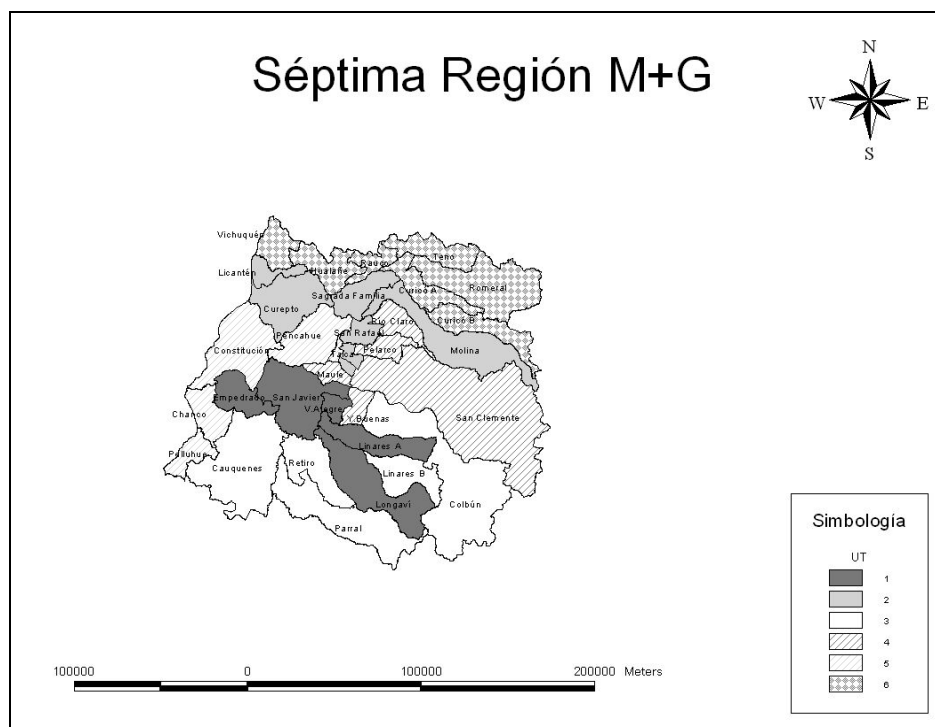 Séptima Región M+G
N
W E
S
Vichuquén
Teno
Rauco
Hualañe
Licantén
Romeral
Curicó A
Sagrada Familia
Curepto
Curicó B
Río Claro
San Rafael
Pencahue
Constitución
Pelarco
Molina
Talca
Maule
Empedrado
San Javier
V.Alegre
Y.Buenas
San Clemente
Chanco
Linares A
Pelluhue
Cauquenes
Retiro
Linares B
Longaví
Colbún
Parral
Simbología
UT
1
2
3
4
5
6
100000 0 100000 200000 Meters